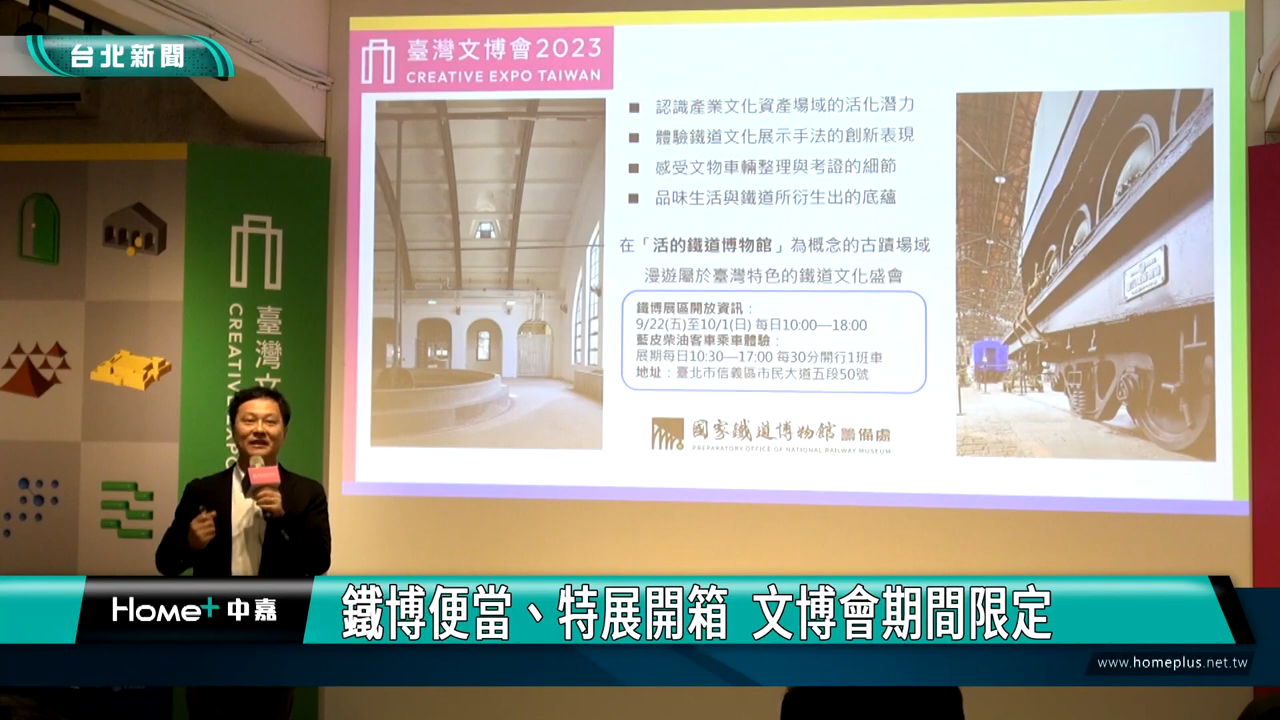 台北新聞
臺灣文博會2023
CREATIVE EXPO TAIWAN
■ 認識產業文化資產場域的活化潛力
■ 體驗鐵道文化展示手法的創新表現
■ 感受文物車輛整理與考證的細節
■ 品味生活與鐵道所衍生出的底蘊
在「活的鐵道博物館」為概念的古蹟場域
漫遊屬於臺灣特色的鐵道文化盛會
鐵博展區開放資訊：
9/22(五)至10/1(日) 每日10:00—18:00
藍皮柴油客車乘車體驗：
展期每日10:30—17:00 每30分開行1班車
地址：臺北市信義區市民大道五段50號
國家鐵道博物館籌備處
PREPARATORY OFFICE OF NATIONAL RAILWAY MUSEUM
臺灣文
CREATIVE EXPO
Home+ 中嘉
鐵博便當、特展開箱 文博會期間限定
www.homeplus.net.tw